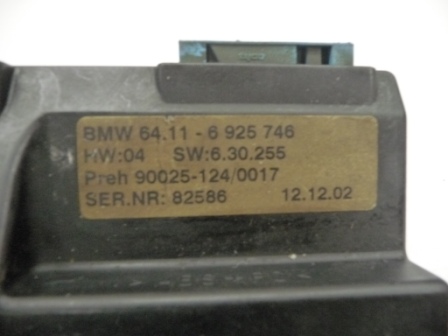 BMW 64.11 - 6 925 746
HW:04 SW:6.30.255
Preh 90025-124/0017
SER.NR: 82586 12.12.02